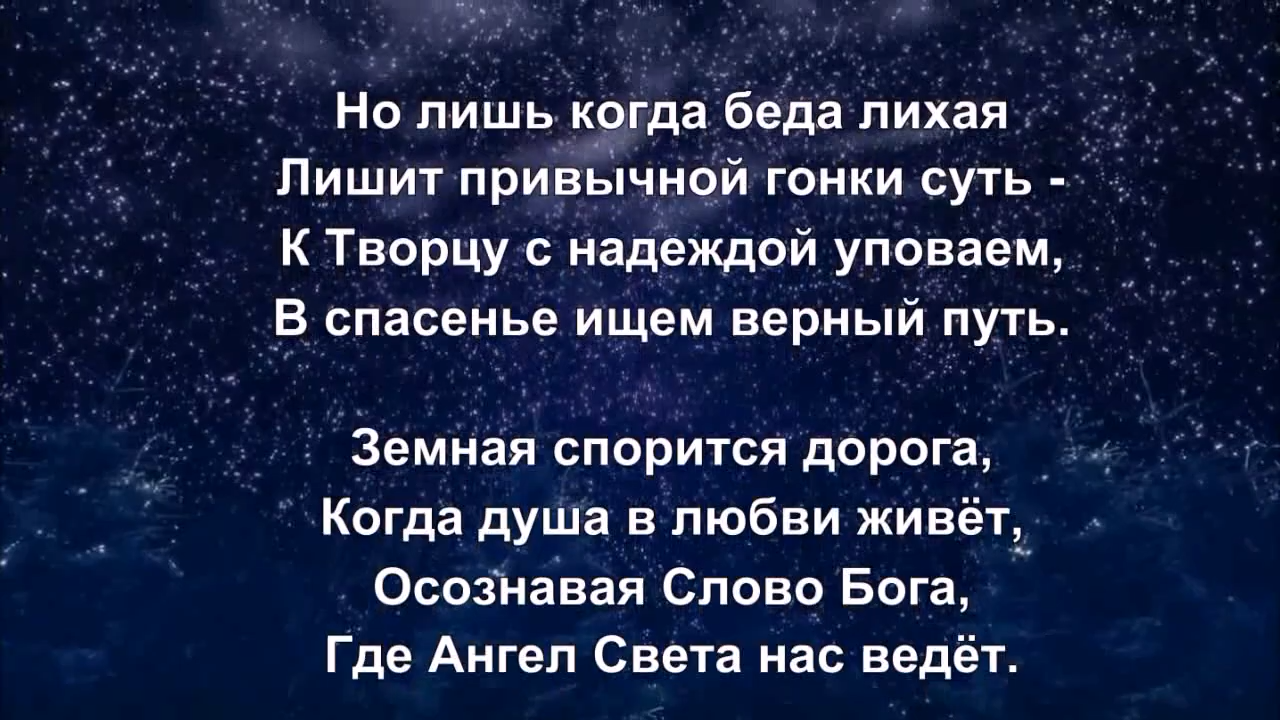 Но лишь когда беда лихая
Лишит привычной гонки суть -
К Творцу с надеждой уповаем,
В спасенье ищем верный путь.
Земная спорится дорога,
Когда душа в любви живёт,
Осознавая Слово Бога,
Где Ангел Света нас ведёт.